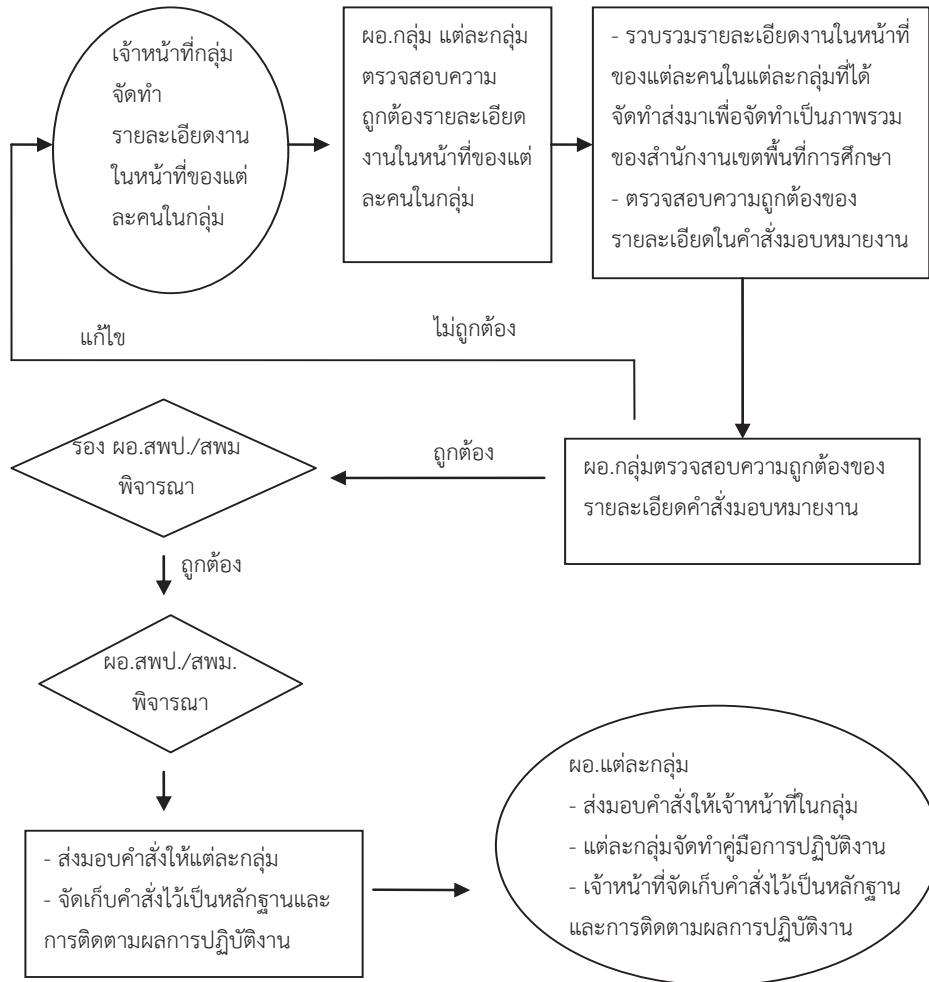 เจ้าหน้าที่กลุ่ม
จัดทำ
รายละเอียดงาน
ในหน้าที่ของแต่
ละคนในกลุ่ม
ผอ.กลุ่ม แต่ละกลุ่ม
ตรวจสอบความ
ถูกต้องรายละเอียด
งานในหน้าที่ของแต่
ละคนในกลุ่ม
- รวบรวมรายละเอียดงานในหน้าที่
ของแต่ละคนในแต่ละกลุ่มที่ได้
จัดทำส่งมาเพื่อจัดทำเป็นภาพรวม
ของสำนักงานเขตพื้นที่การศึกษา
- ตรวจสอบความถูกต้องของ
รายละเอียดในคำสั่งมอบหมายงาน
แก้ไข
ไม่ถูกต้อง
ผอ.กลุ่มตรวจสอบความถูกต้องของ
รายละเอียดคำสั่งมอบหมายงาน
ถูกต้อง
รอง ผอ.สพป./สพม
พิจารณา
ถูกต้อง
ผอ.สพป./สพม.
พิจารณา
- ส่งมอบคำสั่งให้แต่ละกลุ่ม
- จัดเก็บคำสั่งไว้เป็นหลักฐานและ
การติดตามผลการปฏิบัติงาน
ผอ.แต่ละกลุ่ม
- ส่งมอบคำสั่งให้เจ้าหน้าที่ในกลุ่ม
- แต่ละกลุ่มจัดทำคู่มือการปฏิบัติงาน
- เจ้าหน้าที่จัดเก็บคำสั่งไว้เป็นหลักฐาน
และการติดตามผลการปฏิบัติงาน